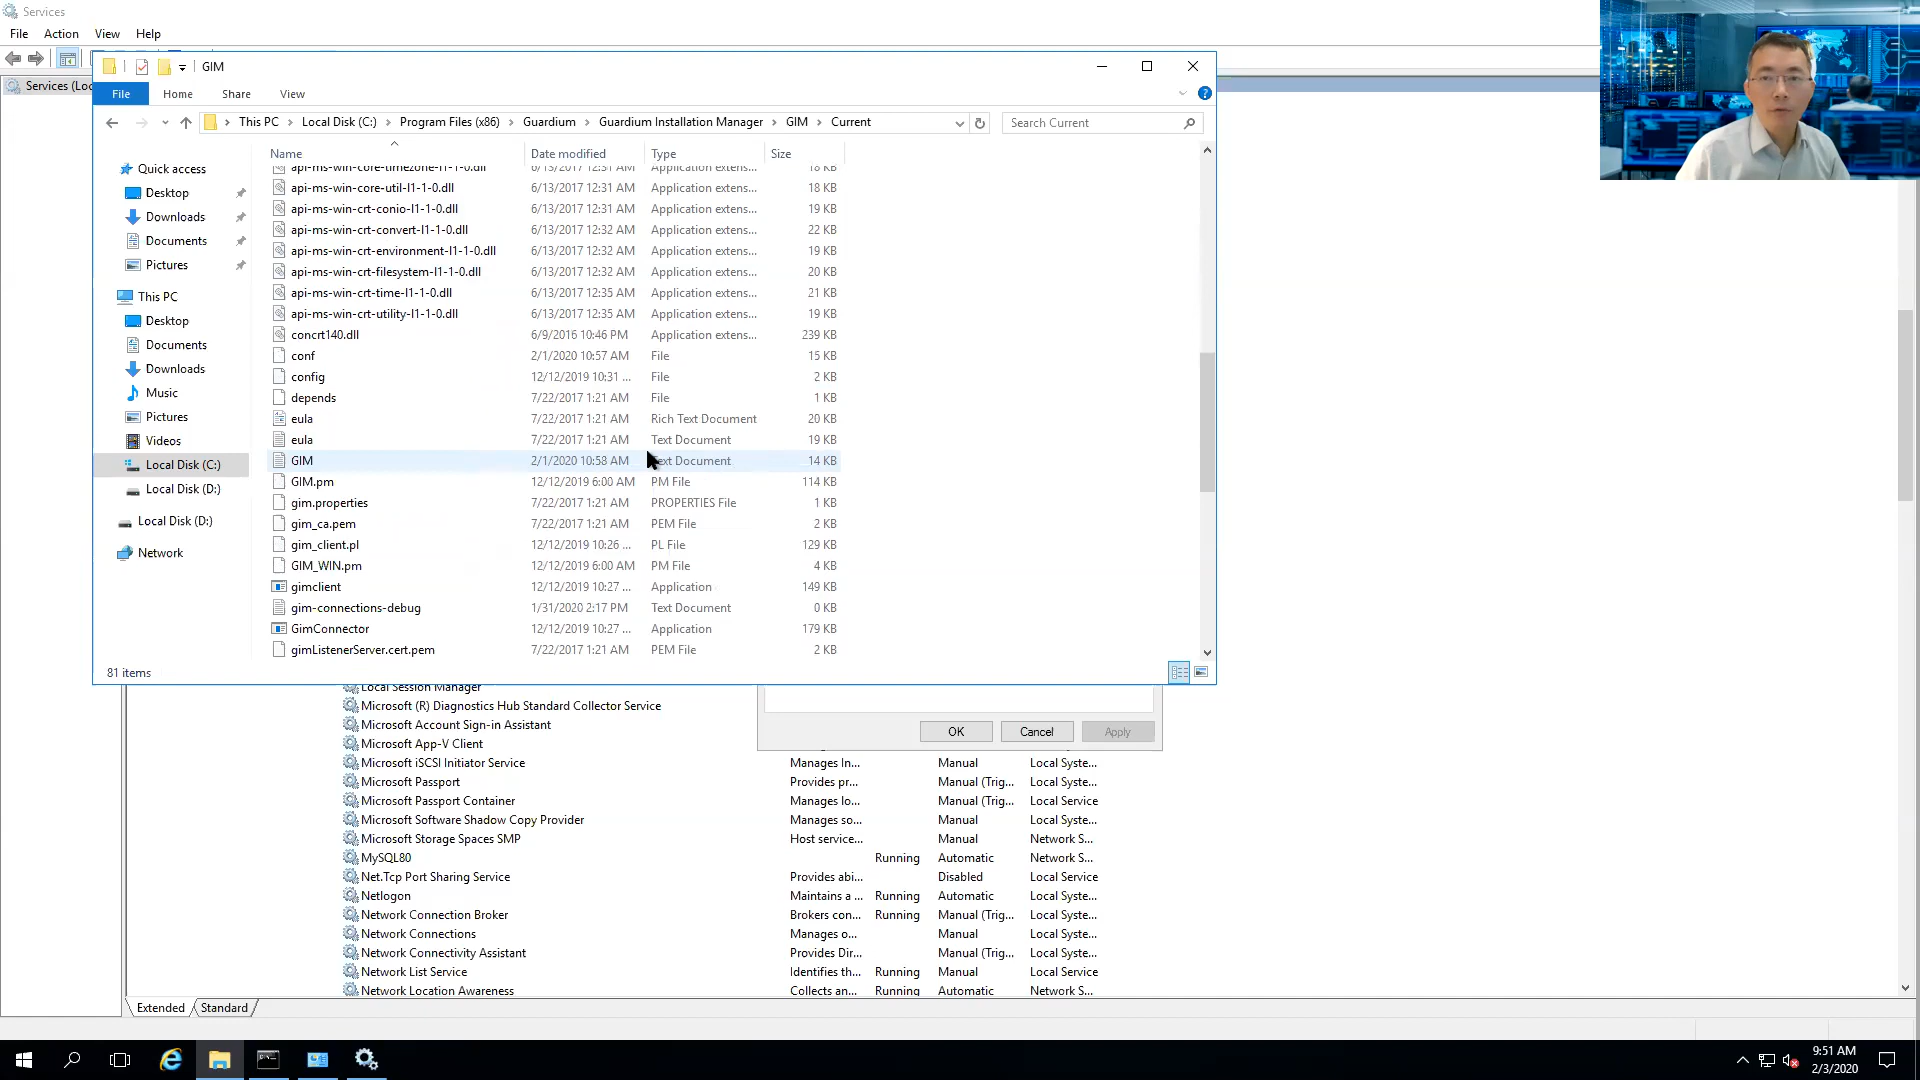 Services
File Action View Help
GIM
File Home Share View
This PC Local Disk (C:) Program Files (x86) Guardium Guardium Installation Manager GIM Current
Search Current
Services (Loc
Name Date modified Type Size
Quick access
Desktop
Downloads
Documents
Pictures
This PC
Desktop
Documents
Downloads
Music
Pictures
Videos
Local Disk (C:)
Local Disk (D:)
Local Disk (D:)
Network
api-ms-win-core-timezone-l1-1-0.dll 6/13/2017 12:31 AM Application extens... 18 KB
api-ms-win-core-util-l1-1-0.dll 6/13/2017 12:31 AM Application extens... 18 KB
api-ms-win-crt-conio-l1-1-0.dll 6/13/2017 12:31 AM Application extens... 19 KB
api-ms-win-crt-convert-l1-1-0.dll 6/13/2017 12:32 AM Application extens... 22 KB
api-ms-win-crt-environment-l1-1-0.dll 6/13/2017 12:32 AM Application extens... 19 KB
api-ms-win-crt-filesystem-l1-1-0.dll 6/13/2017 12:32 AM Application extens... 20 KB
api-ms-win-crt-time-l1-1-0.dll 6/13/2017 12:35 AM Application extens... 21 KB
api-ms-win-crt-utility-l1-1-0.dll 6/13/2017 12:35 AM Application extens... 19 KB
concrt140.dll 6/9/2016 10:46 PM Application extens... 239 KB
conf 2/1/2020 10:57 AM File 15 KB
config 12/12/2019 10:31 ... File 2 KB
depends 7/22/2017 1:21 AM File 1 KB
eula 7/22/2017 1:21 AM Rich Text Document 20 KB
eula 7/22/2017 1:21 AM Text Document 19 KB
GIM 2/1/2020 10:58 AM ext Document 14 KB
GIM.pm 12/12/2019 6:00 AM PM File 114 KB
gim.properties 7/22/2017 1:21 AM PROPERTIES File 1 KB
gim_ca.pem 7/22/2017 1:21 AM PEM File 2 KB
gim_client.pl 12/12/2019 10:26 ... PL File 129 KB
GIM_WIN.pm 12/12/2019 6:00 AM PM File 4 KB
gimclient 12/12/2019 10:27 ... Application 149 KB
gim-connections-debug 1/31/2020 2:17 PM Text Document 0 KB
GimConnector 12/12/2019 10:27 ... Application 179 KB
gimListenerServer.cert.pem 7/22/2017 1:21 AM PEM File 2 KB
81 items
Local Session Manager
Microsoft (R) Diagnostics Hub Standard Collector Service
Microsoft Account Sign-in Assistant
OK Cancel Apply
Microsoft App-V Client
Microsoft iSCSI Initiator Service Manages In... Manual Local Syste...
Microsoft Passport Provides pr... Manual (Trig... Local Syste...
Microsoft Passport Container Manages lo... Manual (Trig... Local Service
Microsoft Software Shadow Copy Provider Manages so... Manual Local Syste...
Microsoft Storage Spaces SMP Host service... Manual Network S...
MySQL80 Running Automatic Network S...
Net.Tcp Port Sharing Service Provides abi... Disabled Local Service
Netlogon Maintains a ... Running Automatic Local Syste...
Network Connection Broker Brokers con... Running Manual (Trig... Local Syste...
Network Connections Manages o... Manual Local Syste...
Network Connectivity Assistant Provides Dir... Manual (Trig... Local Syste...
Network List Service Identifies th... Running Manual Local Service
Network Location Awareness Collects an... Running Automatic Network S...
Extended Standard
9:51 AM
2/3/2020